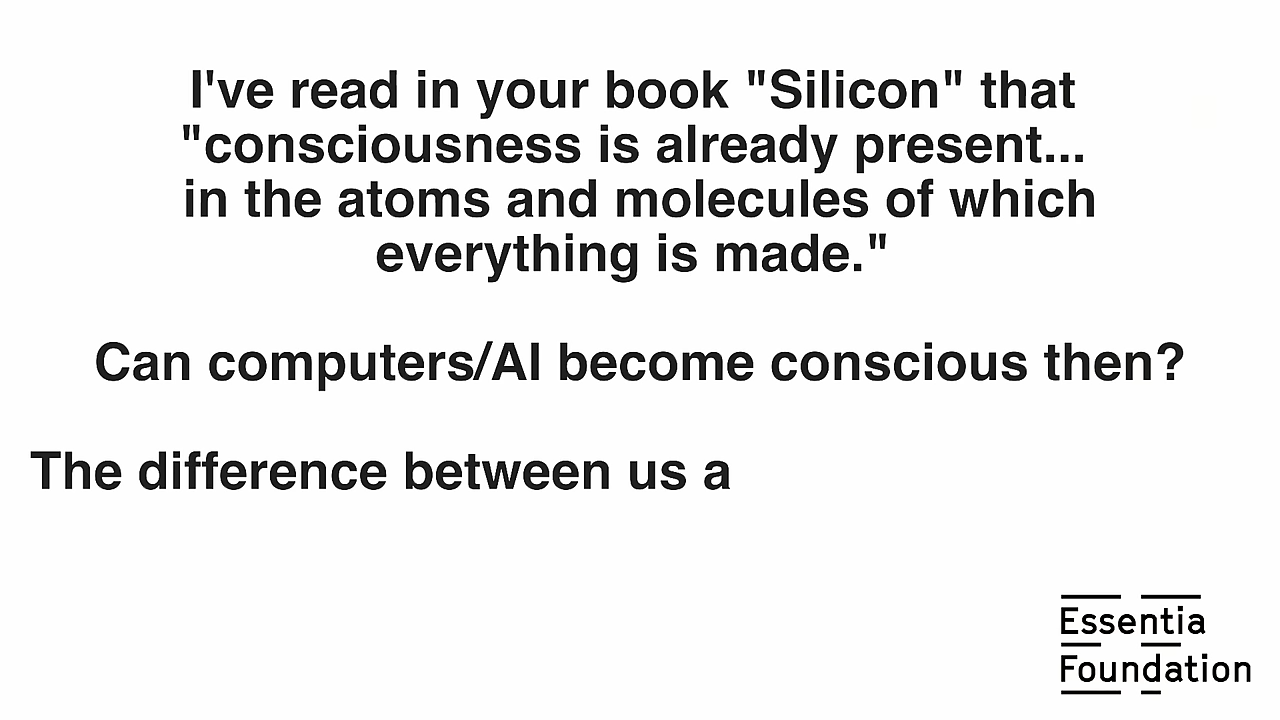 I've read in your book "Silicon" that
"consciousness is already present...
in the atoms and molecules of which
everything is made."
Can computers/AI become conscious then?
The difference between us a
Essentia
Foundation